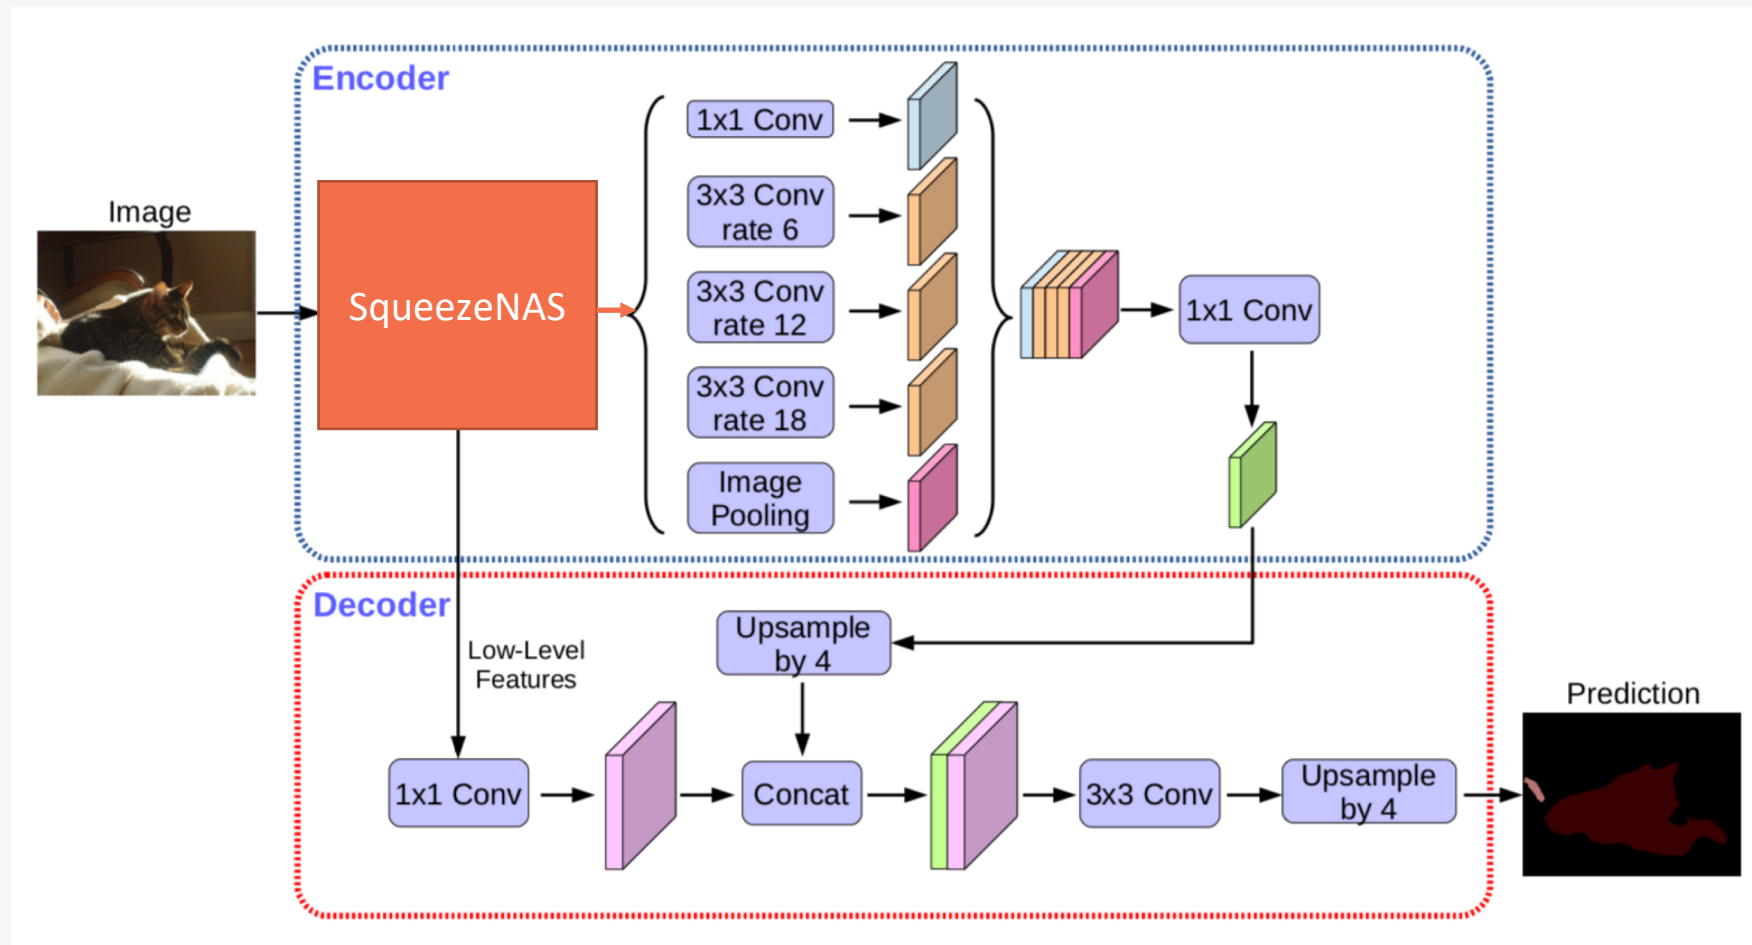 Encoder
1x1 Conv
3x3 Conv
rate 6
Image
SqueezeNAS
3x3 Conv
rate 12
1x1 Conv
3x3 Conv
rate 18
Image
Pooling
Decoder
Upsample
by 4
Low-Level
Features
Prediction
1x1 Conv
Concat
3x3 Conv
Upsample
by 4